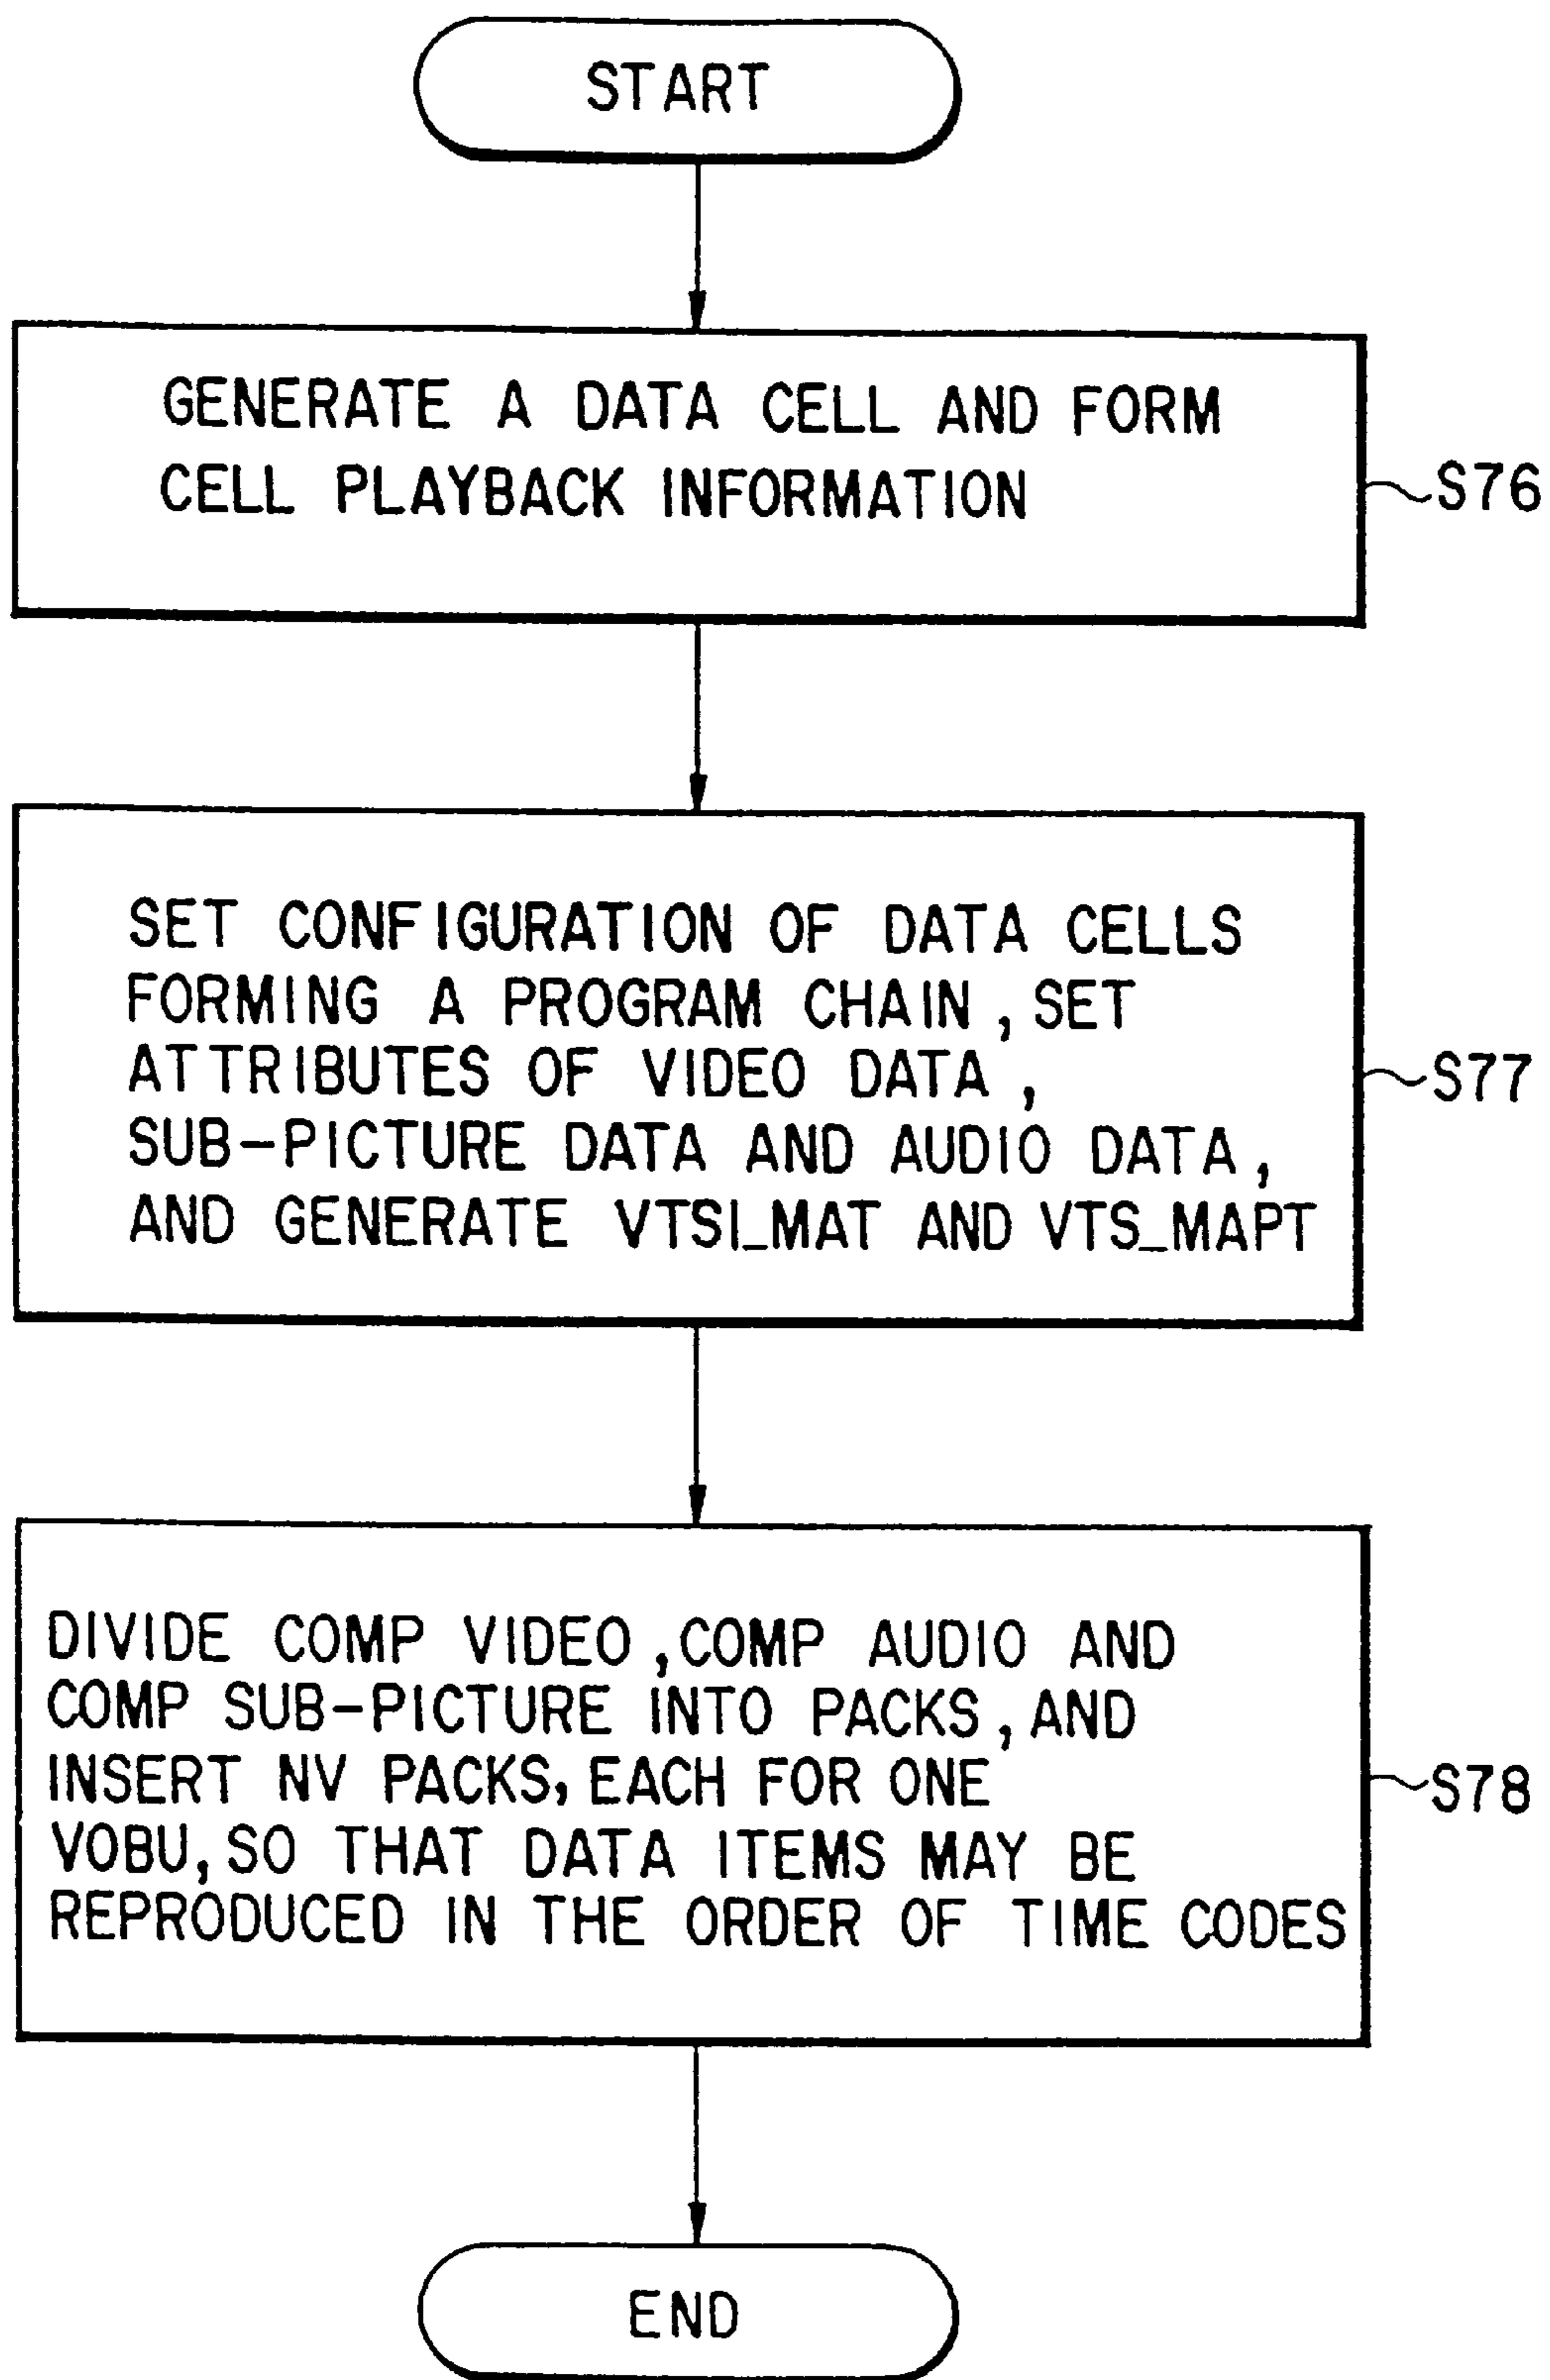 START
GENERATE A DATA CELL AND FORM
CELL PLAYBACK INFORMATION
S76
SET CONFIGURATION OF DATA CELLS
FORMING A PROGRAM CHAIN, SET
ATTRIBUTES OF VIDEO DATA,
SUB-PICTURE DATA AND AUDIO DATA,
AND GENERATE VTSI_MAT AND VTS_MAPT
S77
DIVIDE COMP VIDEO, COMP AUDIO AND
COMP SUB-PICTURE INTO PACKS, AND
INSERT NV PACKS, EACH FOR ONE
VOBU, SO THAT DATA ITEMS MAY BE
REPRODUCED IN THE ORDER OF TIME CODES
S78
END